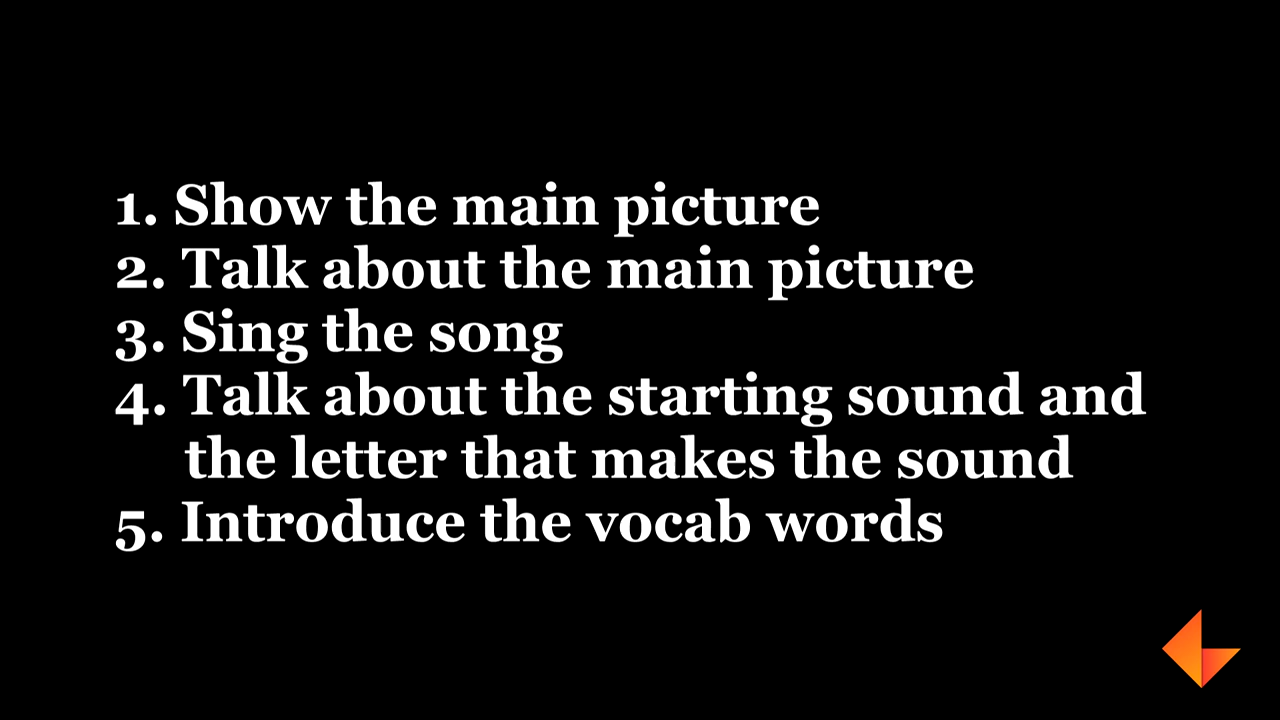 1. Show the main picture
2. Talk about the main picture
3. Sing the song
4. Talk about the starting sound and
the letter that makes the sound
5. Introduce the vocab words